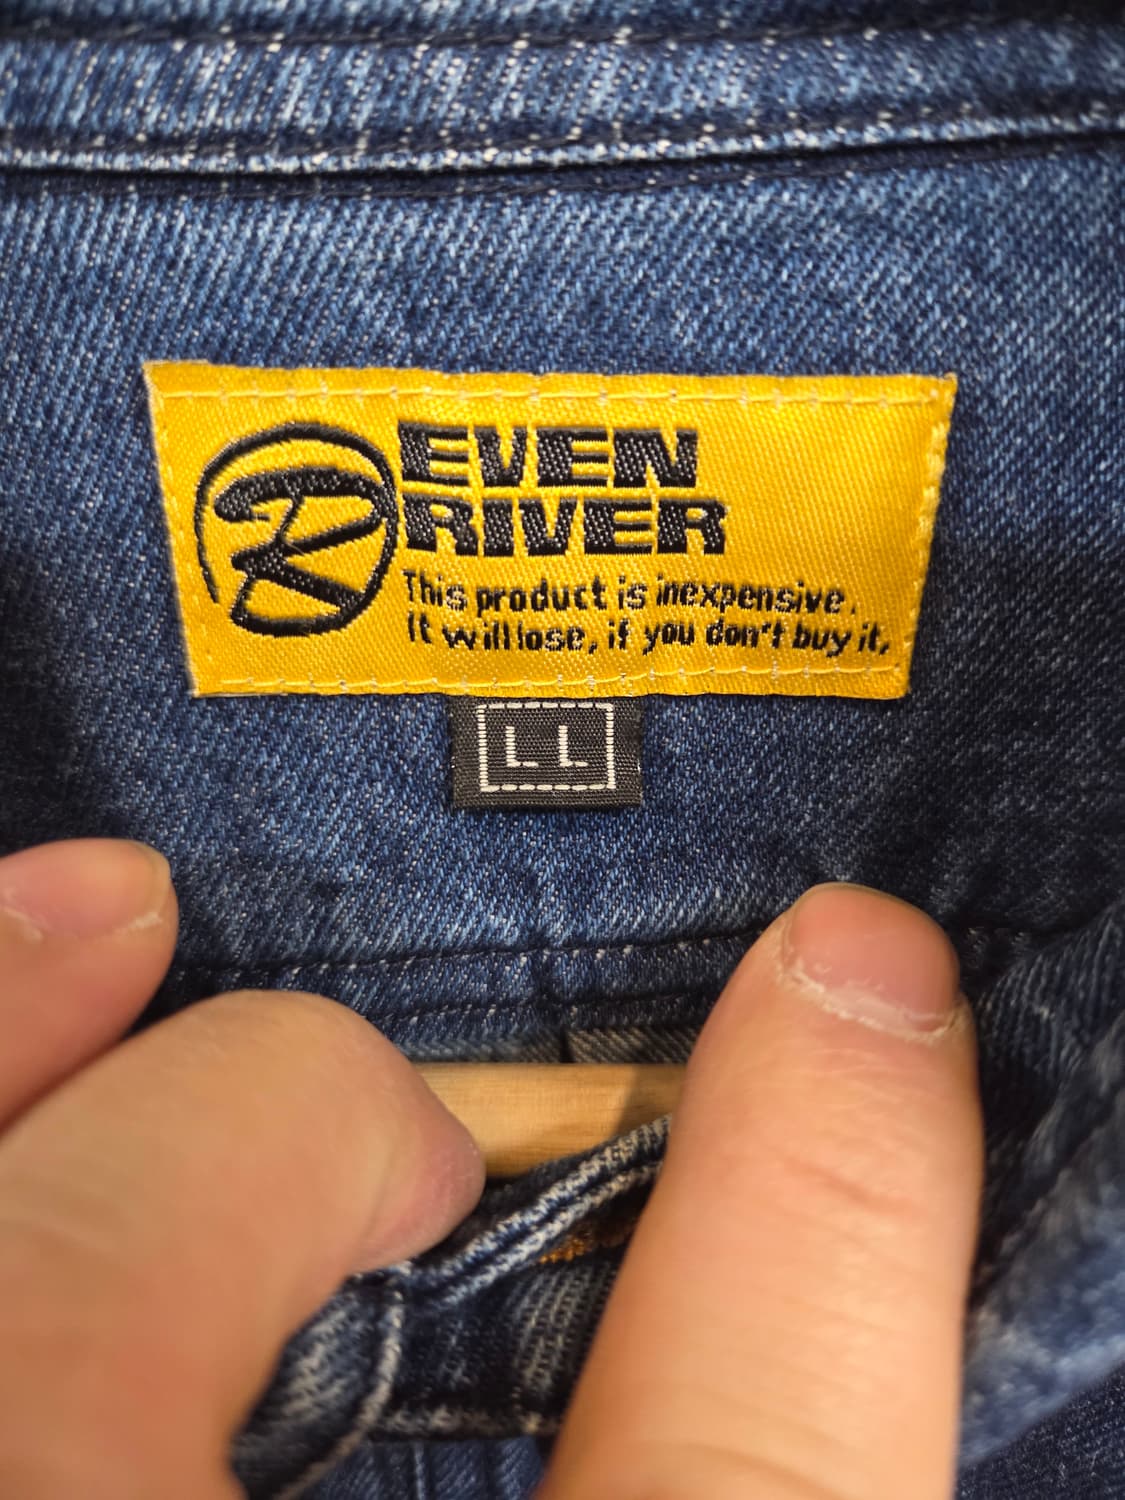 EVEN
RIVER
This product is inexpensive.
It will lose, if you don't buy it,
LL